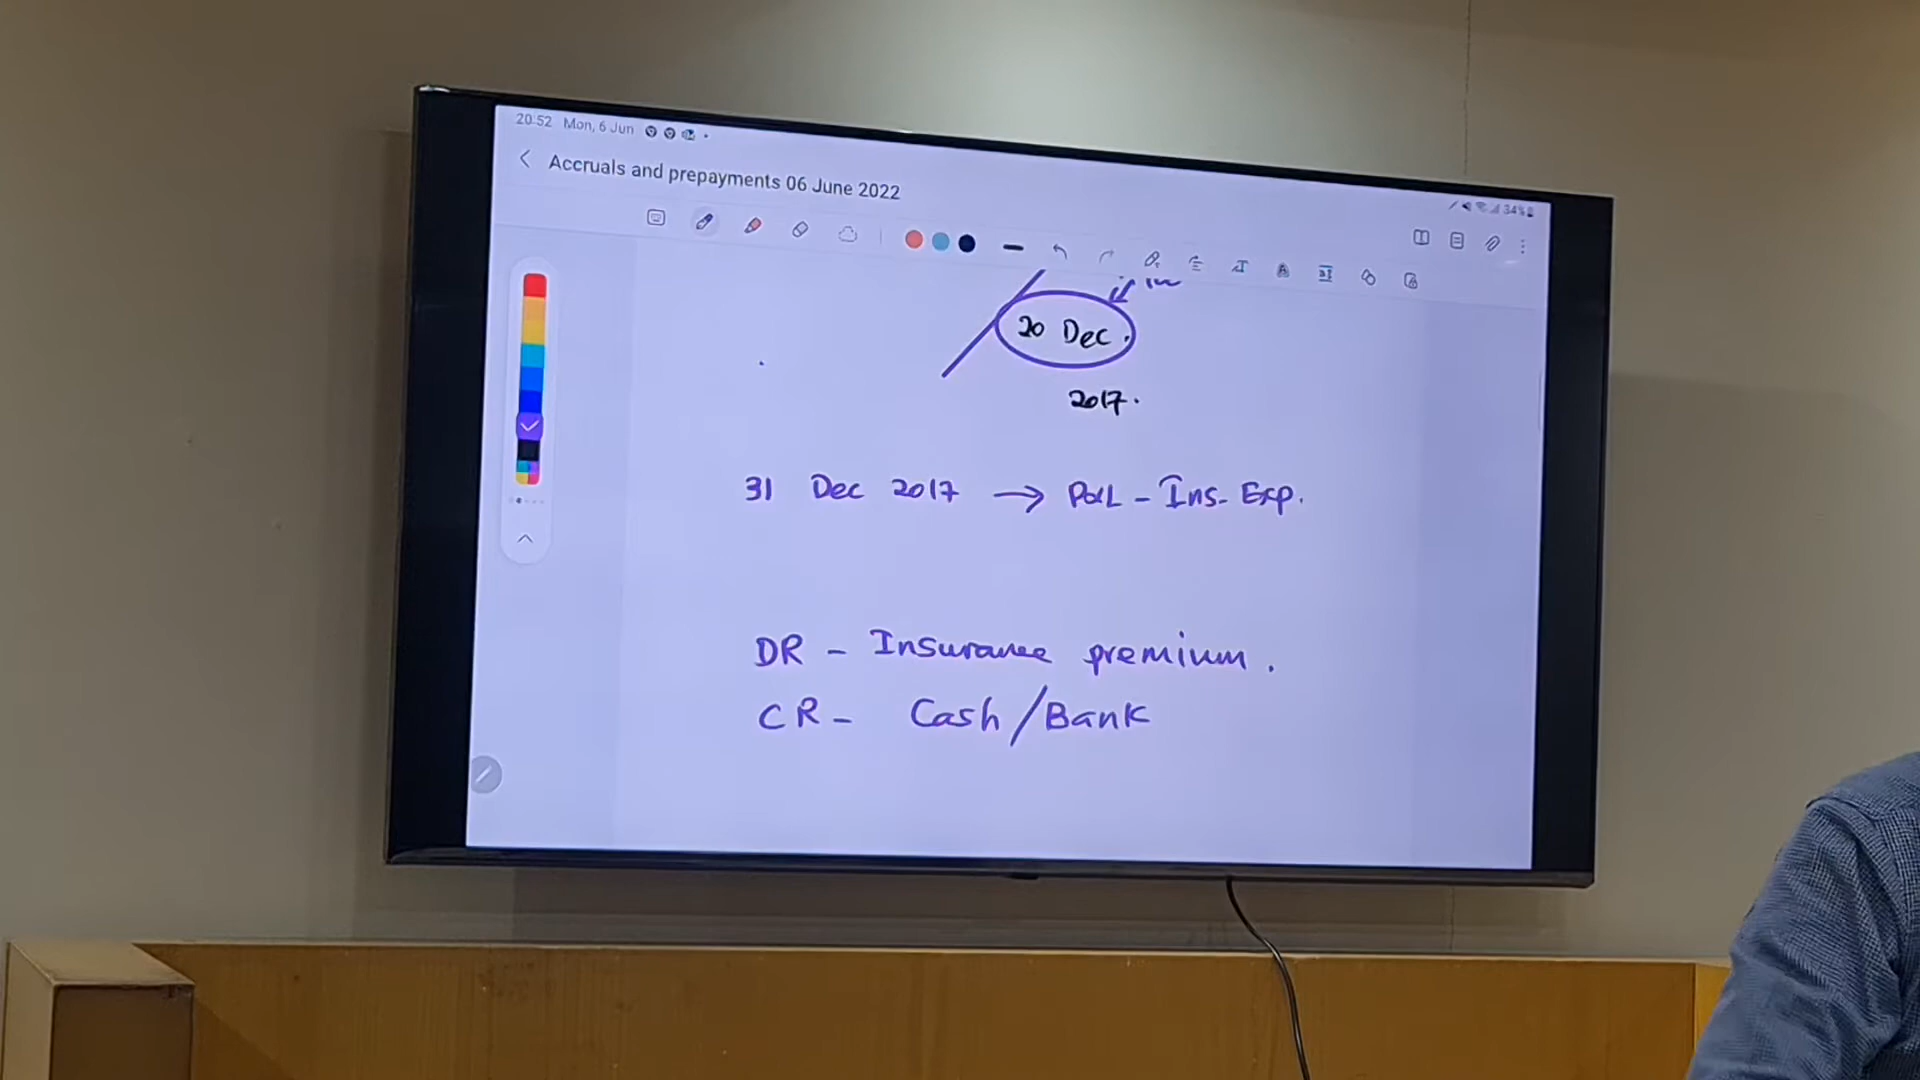 20:52 Mon, 6 Jun
34%
Accruals and prepayments 06 June 2022
20 Dec.
2017.
31 Dec 2017 → P&L - Ins. Exp.
DR - Insurance premium.
CR - Cash/Bank